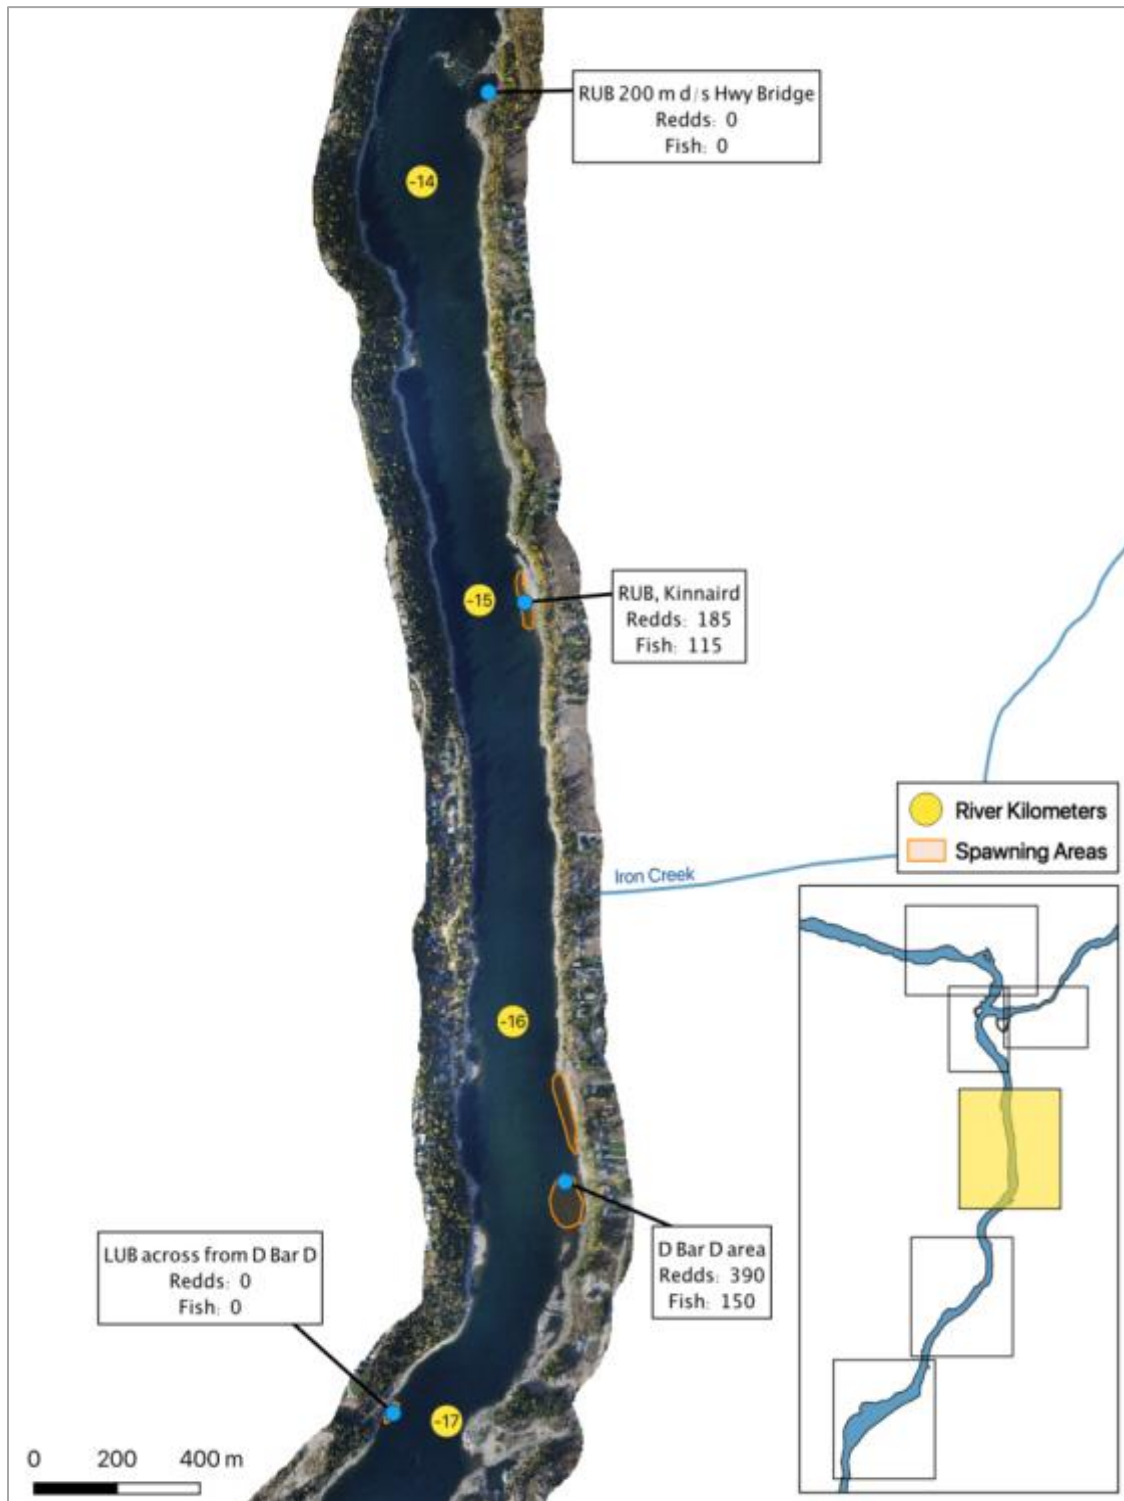 RUB 200 m d/s Hwy Bridge
Redds: 0
Fish: 0
-14
-15
RUB, Kinnaird
Redds: 185
Fish: 115
River Kilometers
Spawning Areas
Iron Creek
-16
D Bar D area
Redds: 390
Fish: 150
LUB across from D Bar D
Redds: 0
Fish: 0
-17
0 200 400 m